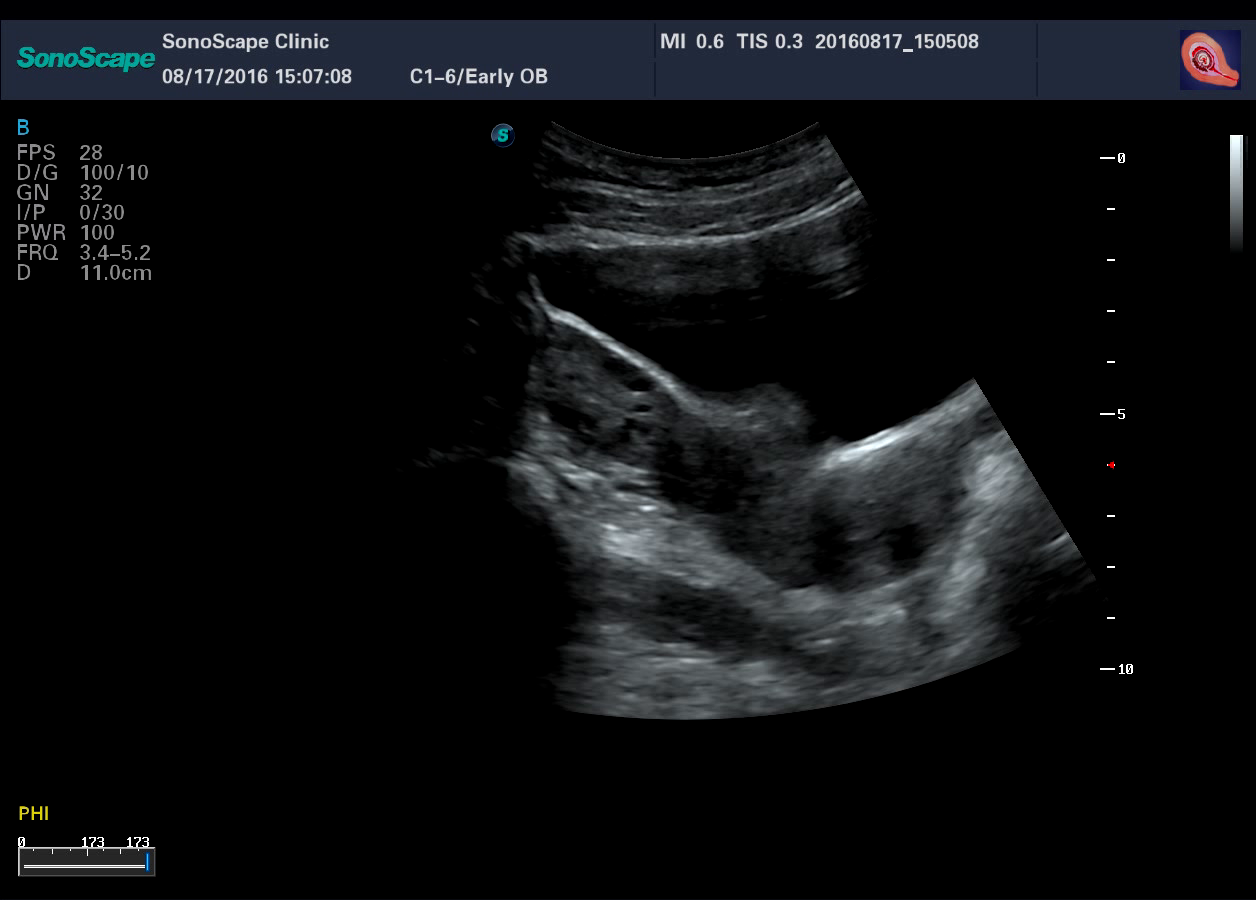 SonoScape
SonoScape Clinic
MI 0.6 TIS 0.3 20160817_150508
08/17/2016 15:07:08 C1-6/Early OB
B
S
FPS 28
D/G 100/10
GN 32
I/P 0/30
PWR 100
FRQ 3.4-5.2
D 11.0cm
0
5
10
PHI
0 173 173